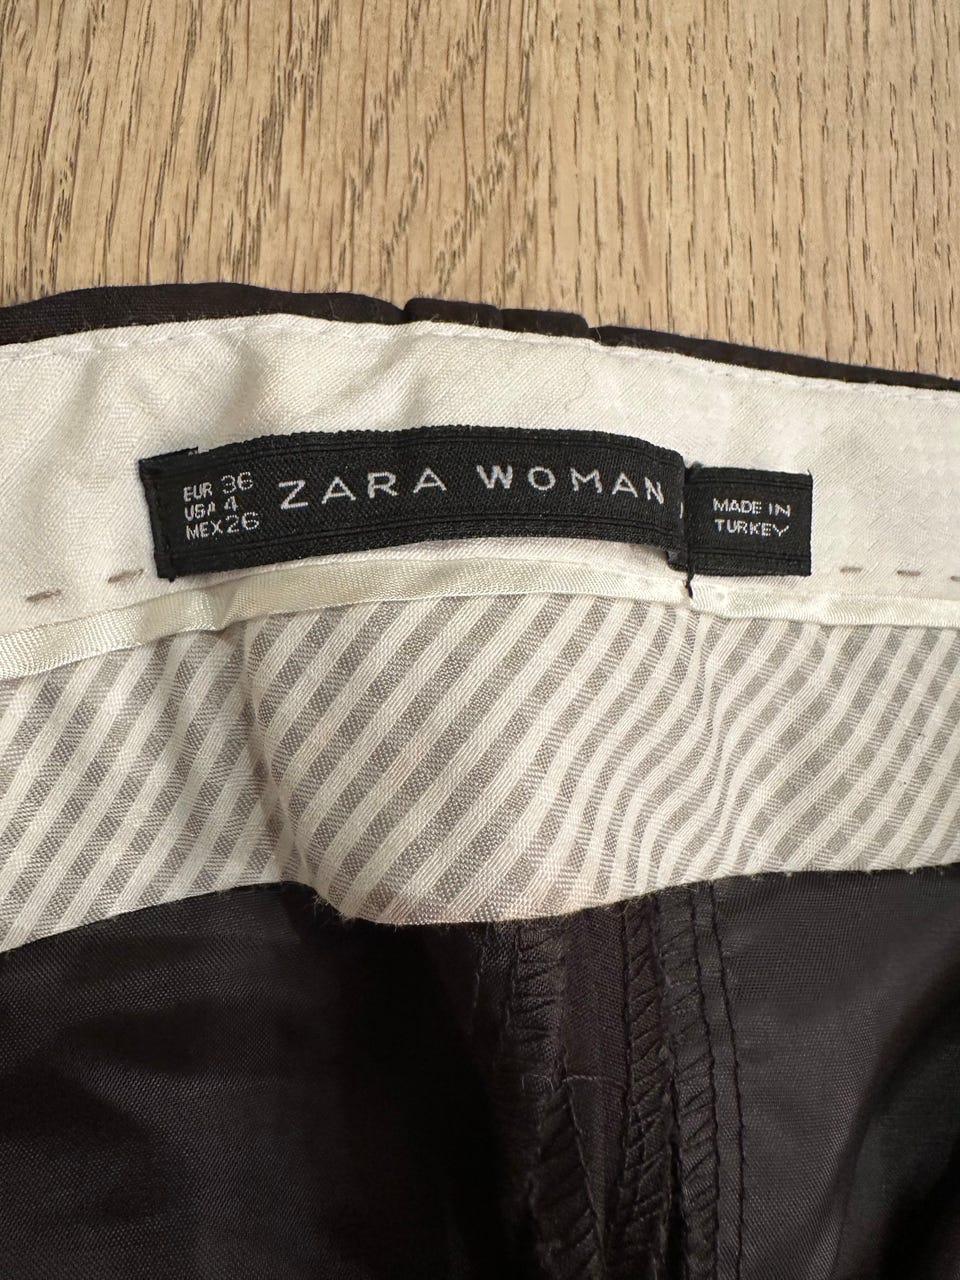 EUR 36
USA 4
MEX 26
ZARA WOMAN
MADE IN
TURKEY